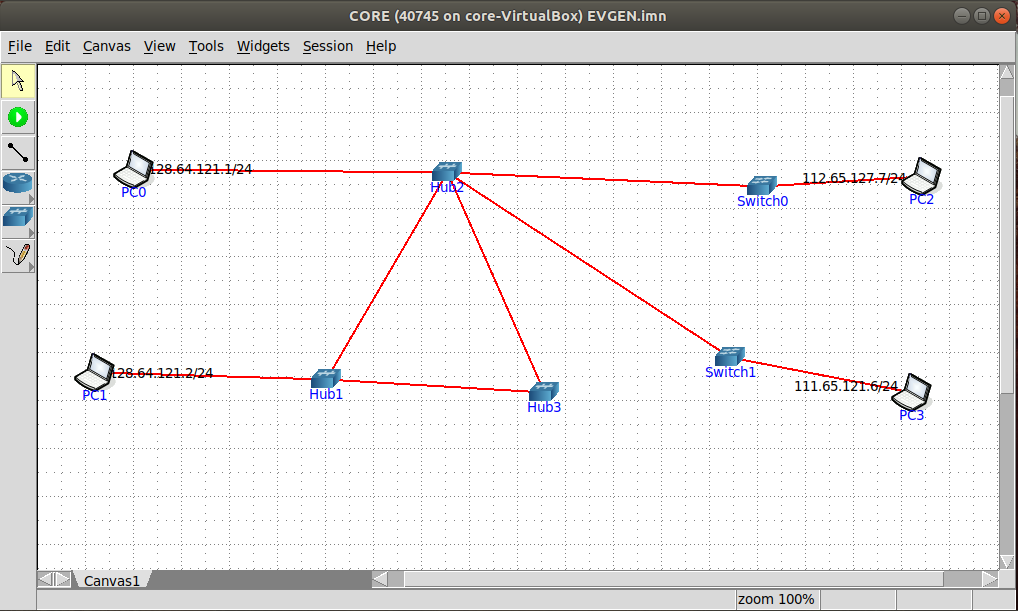 CORE (40745 on core-VirtualBox) EVGEN.imn
File Edit Canvas View Tools Widgets Session Help
128.64.121.1/24
PC0
Hub2
112.65.127.7/24
Switch0
PC2
128.64.121.2/24
PC1
Hub1
Hub3
Switch1
111.65.121.6/24
PC3
Canvas1
zoom 100%